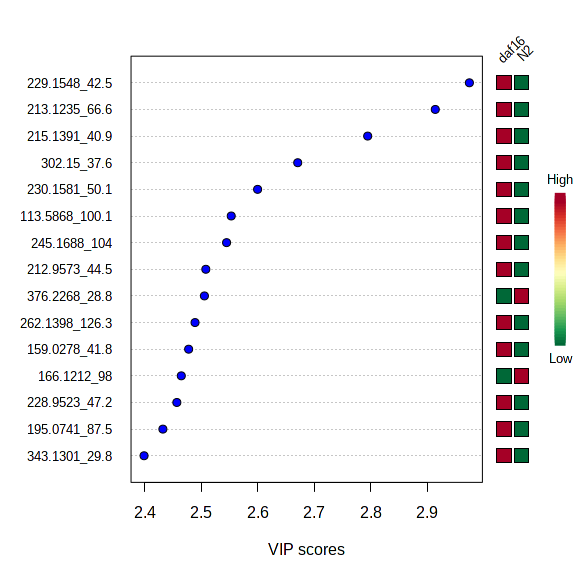 daf16
N2
229.1548_42.5
213.1235_66.6
215.1391_40.9
302.15_37.6
230.1581_50.1
113.5868_100.1
245.1688_104
212.9573_44.5
376.2268_28.8
262.1398_126.3
159.0278_41.8
166.1212_98
228.9523_47.2
195.0741_87.5
343.1301_29.8
High
Low
2.4 2.5 2.6 2.7 2.8 2.9
VIP scores